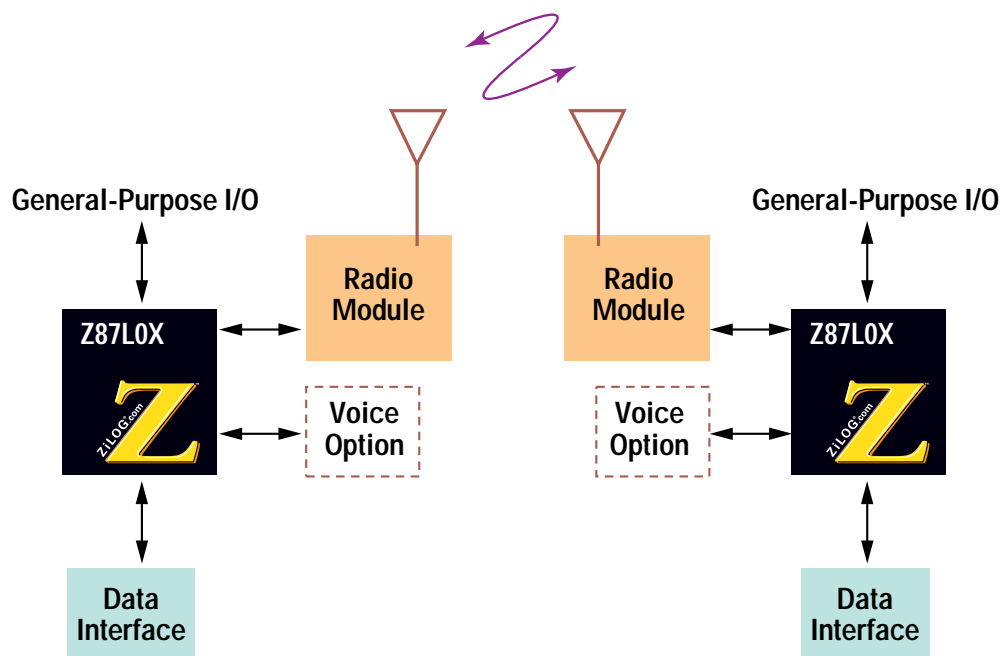 General-Purpose I/O
General-Purpose I/O
Radio
Module
Radio
Module
Z87L0X
Z87L0X
ZiLOG®.com
Z™
ZiLOG®.com
Z
Voice
Option
Voice
Option
Data
Interface
Data
Interface